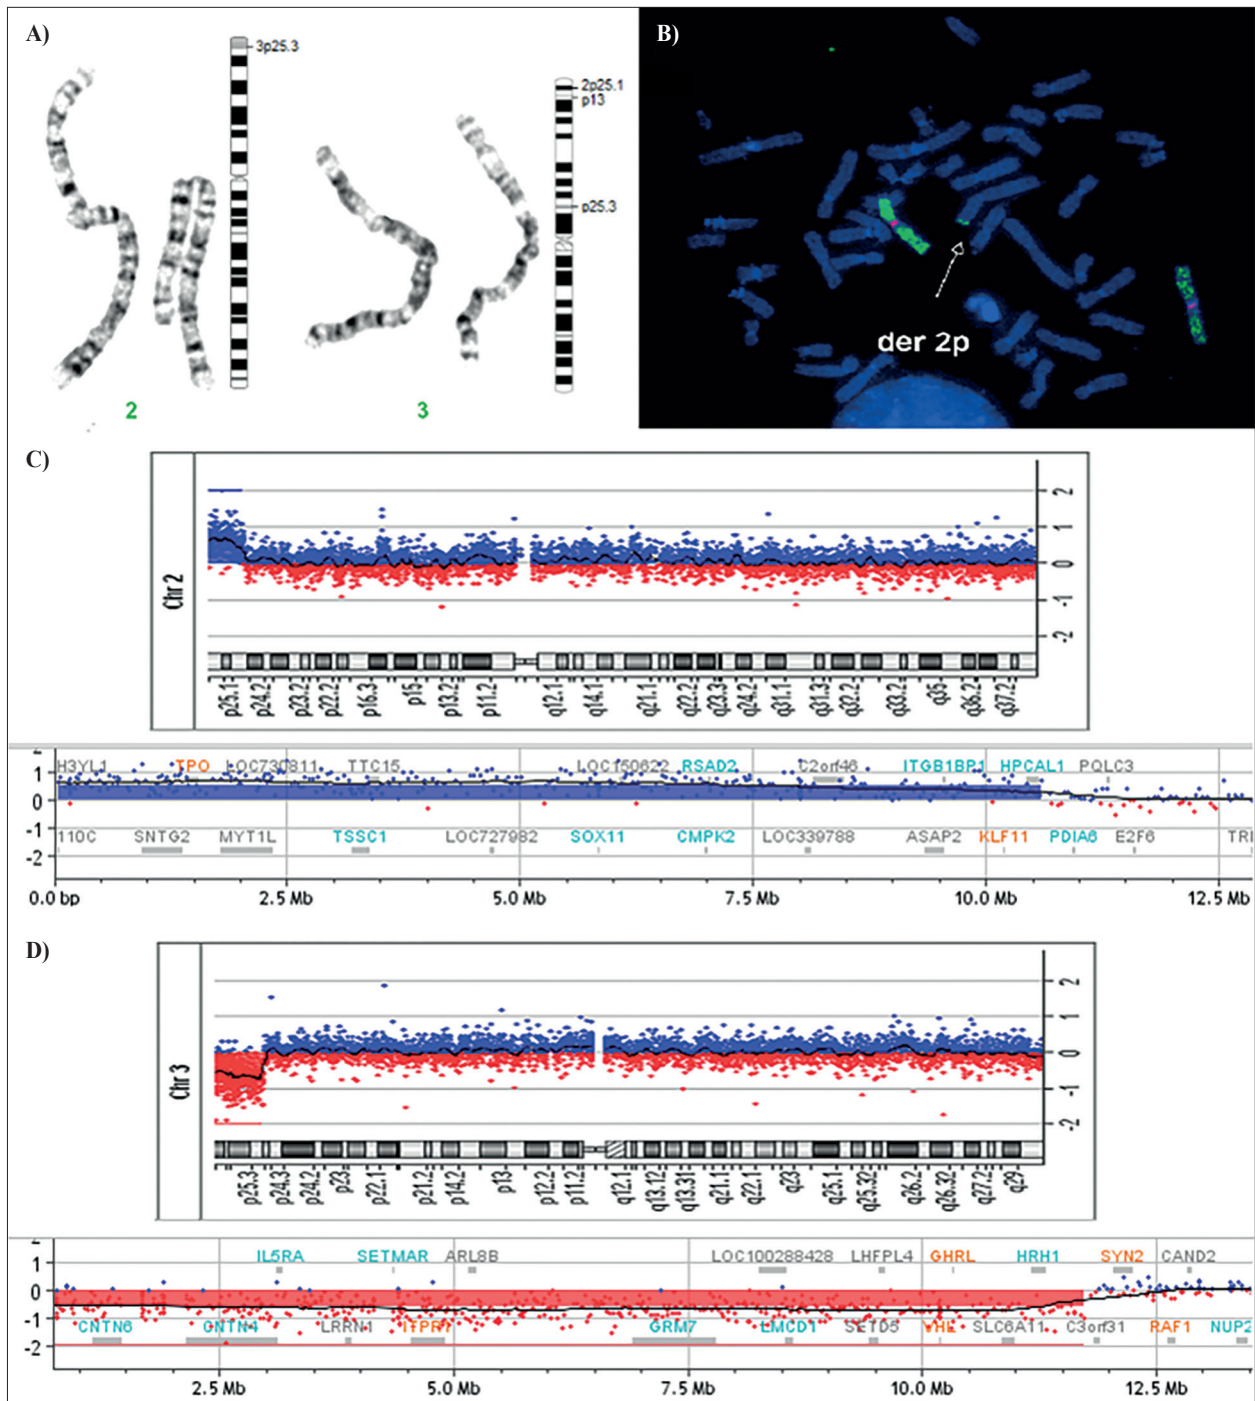 A)
3p25.3
2
2p25.1
p13
p25.3
3
B)
der 2p
C)
Chr 2
2
1
0
-1
-2
p25.1 p24.2 p23.2 p22.2 p16.3 p15 p13.2 p11.2 q12.1 q14.1 q21.1 q22.2 q23.3 q24.2 q31.1 q31.3 q32.2 q33.2 q35 q36.2 q37.2
H3YL1 TPO LOC730811 TTC15 LOC150622 RSAD2 C2orf46 ITGB1BP1 HPCAL1 PQLC3
1
0
-1
110C SNTG2 MYT1L TSSC1 LOC727982 SOX11 CMPK2 LOC339788 ASAP2 KLF11 PDIA6 E2F6 TRI
-2
0.0 bp 2.5 Mb 5.0 Mb 7.5 Mb 10.0 Mb 12.5 Mb
D)
Chr 3
2
1
0
-1
-2
p25.3 p24.3 p24.2 p23 p22.1 p21.2 p14.2 p13 p12.2 p11.2 q12.1 q13.12 q13.31 q21.1 q22.1 q23 q25.1 q25.32 q26.2 q26.32 q27.2 q29
IL5RA SETMAR ARL8B LOC100288428 LHFPL4 GHRL HRH1 SYN2 CAND2
1
0
-1
CNTN6 CNTN4 LRRN1 ITPR1 GRM7 LMCD1 SETD5 VHL SLC6A11 C3orf31 RAF1 NUP2
-2
2.5 Mb 5.0 Mb 7.5 Mb 10.0 Mb 12.5 Mb